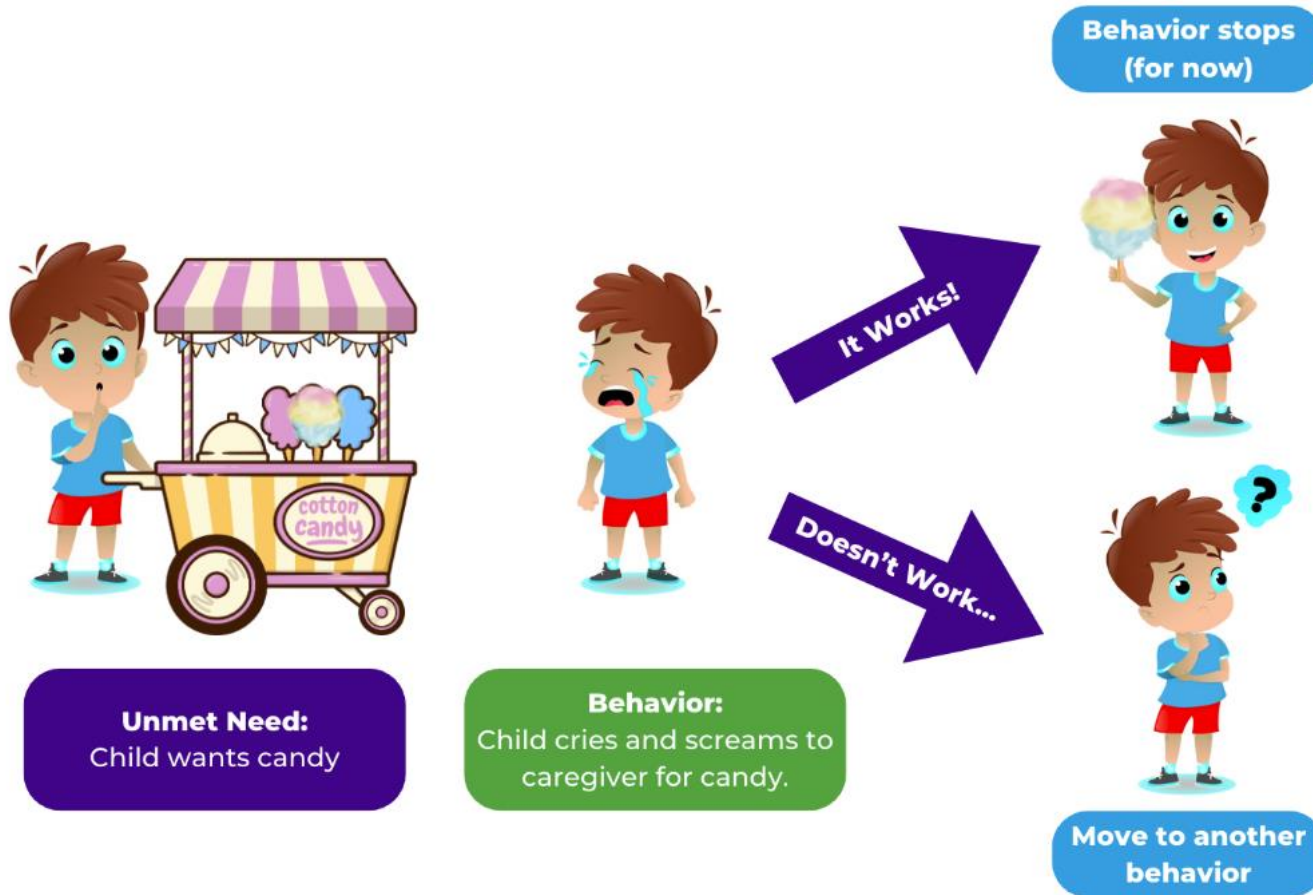 Behavior stops
(for now)
It Works!
cotton
candy
Doesn't Work...
?
Unmet Need:
Child wants candy
Behavior:
Child cries and screams to
caregiver for candy.
Move to another
behavior